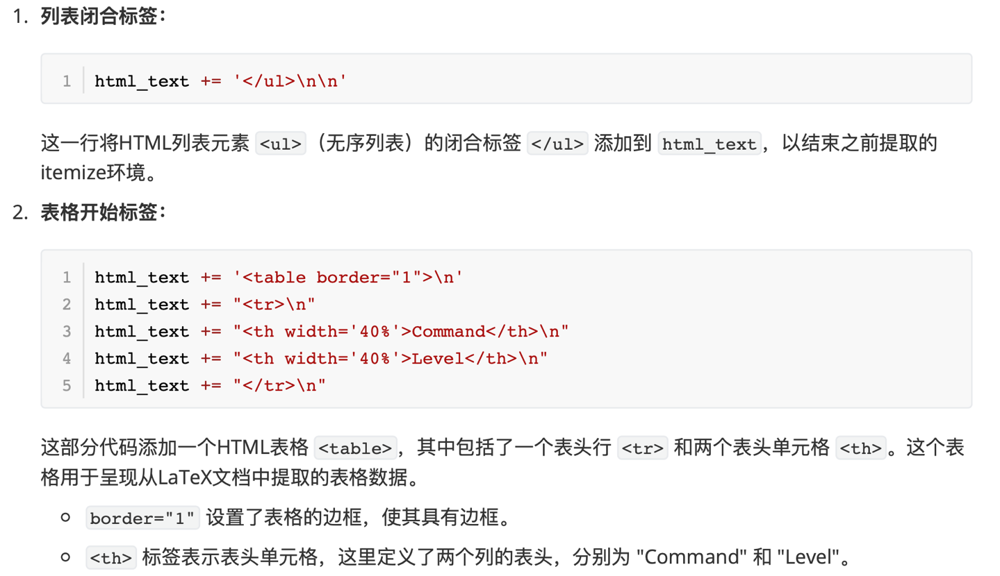 1. 列表闭合标签：
1 html_text += '</ul>\n\n'
这一行将HTML列表元素 <ul>（无序列表）的闭合标签 </ul> 添加到 html_text，以结束之前提取的
itemize环境。
2. 表格开始标签：
1 html_text += '<table border="1">\n'
2 html_text += "<tr>\n"
3 html_text += "<th width='40%'>Command</th>\n"
4 html_text += "<th width='40%'>Level</th>\n"
5 html_text += "</tr>\n"
这部分代码添加一个HTML表格 <table>，其中包括了一个表头行 <tr> 和两个表头单元格 <th>。这个表
格用于呈现从LaTeX文档中提取的表格数据。
border="1" 设置了表格的边框，使其具有边框。
<th> 标签表示表头单元格，这里定义了两个列的表头，分别为 "Command" 和 "Level"。